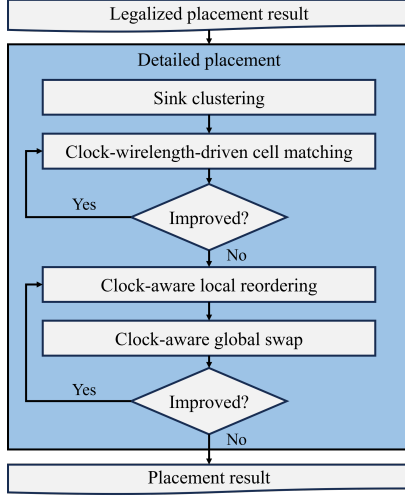 Legalized placement result
Detailed placement
Sink clustering
Clock-wirelength-driven cell matching
Yes
Improved?
No
Clock-aware local reordering
Clock-aware global swap
Yes
Improved?
No
Placement result